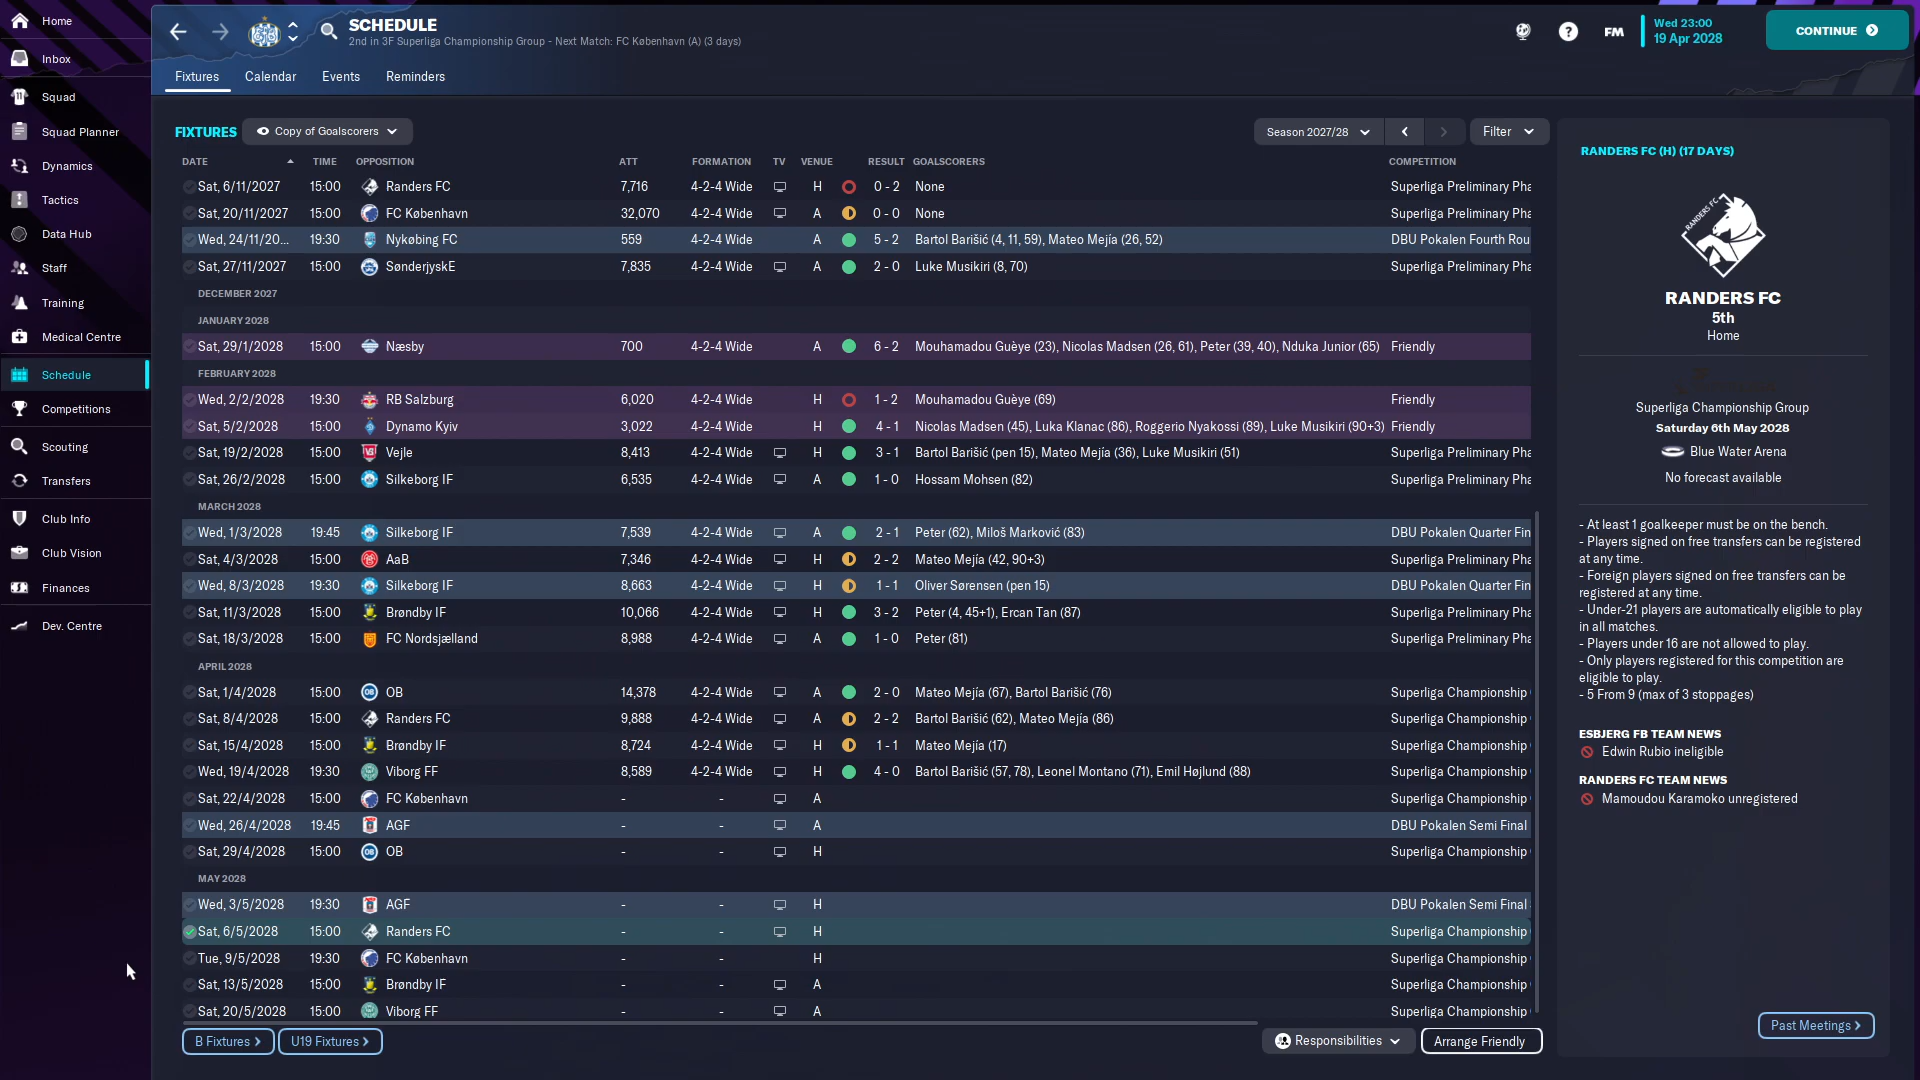 Home
Inbox
Squad
Squad Planner
Dynamics
Tactics
Data Hub
Staff
Training
Medical Centre
Schedule
Competitions
Scouting
Transfers
Club Info
Club Vision
Finances
Dev. Centre
SCHEDULE
2nd in 3F Superliga Championship Group - Next Match: FC København (A) (3 days)
FM Wed 23:00
19 Apr 2028
CONTINUE
Fixtures Calendar Events Reminders
FIXTURES Copy of Goalscorers Season 2027/28 Filter
DATE TIME OPPOSITION ATT FORMATION TV VENUE RESULT GOALSCORERS COMPETITION
Sat, 6/11/2027 15:00 Randers FC 7,716 4-2-4 Wide H 0 - 2 None Superliga Preliminary Pha
Sat, 20/11/2027 15:00 FC København 32,070 4-2-4 Wide A 0 - 0 None Superliga Preliminary Pha
Wed, 24/11/20... 19:30 Nykøbing FC 559 4-2-4 Wide A 5 - 2 Bartol Barišić (4, 11, 59), Mateo Mejía (26, 52) DBU Pokalen Fourth Rou
Sat, 27/11/2027 15:00 SønderjyskE 7,835 4-2-4 Wide A 2 - 0 Luke Musikiri (8, 70) Superliga Preliminary Pha
DECEMBER 2027
JANUARY 2028
Sat, 29/1/2028 15:00 Næsby 700 4-2-4 Wide A 6 - 2 Mouhamadou Guèye (23), Nicolas Madsen (26, 61), Peter (39, 40), Nduka Junior (65) Friendly
FEBRUARY 2028
Wed, 2/2/2028 19:30 RB Salzburg 6,020 4-2-4 Wide H 1 - 2 Mouhamadou Guèye (69) Friendly
Sat, 5/2/2028 15:00 Dynamo Kyiv 3,022 4-2-4 Wide H 4 - 1 Nicolas Madsen (45), Luka Klanac (86), Roggerio Nyakossi (89), Luke Musikiri (90+3) Friendly
Sat, 19/2/2028 15:00 Vejle 8,413 4-2-4 Wide H 3 - 1 Bartol Barišić (pen 15), Mateo Mejía (36), Luke Musikiri (51) Superliga Preliminary Pha
Sat, 26/2/2028 15:00 Silkeborg IF 6,535 4-2-4 Wide A 1 - 0 Hossam Mohsen (82) Superliga Preliminary Pha
MARCH 2028
Wed, 1/3/2028 19:45 Silkeborg IF 7,539 4-2-4 Wide A 2 - 1 Peter (62), Miloš Marković (83) DBU Pokalen Quarter Fin
Sat, 4/3/2028 15:00 AaB 7,346 4-2-4 Wide H 2 - 2 Mateo Mejía (42, 90+3) Superliga Preliminary Pha
Wed, 8/3/2028 19:30 Silkeborg IF 8,663 4-2-4 Wide H 1 - 1 Oliver Sørensen (pen 15) DBU Pokalen Quarter Fin
Sat, 11/3/2028 15:00 Brøndby IF 10,066 4-2-4 Wide H 3 - 2 Peter (4, 45+1), Ercan Tan (87) Superliga Preliminary Pha
Sat, 18/3/2028 15:00 FC Nordsjælland 8,988 4-2-4 Wide A 1 - 0 Peter (81) Superliga Preliminary Pha
APRIL 2028
Sat, 1/4/2028 15:00 OB 14,378 4-2-4 Wide A 2 - 0 Mateo Mejía (67), Bartol Barišić (76) Superliga Championship
Sat, 8/4/2028 15:00 Randers FC 9,888 4-2-4 Wide A 2 - 2 Bartol Barišić (62), Mateo Mejía (86) Superliga Championship
Sat, 15/4/2028 15:00 Brøndby IF 8,724 4-2-4 Wide H 1 - 1 Mateo Mejía (17) Superliga Championship
Wed, 19/4/2028 19:30 Viborg FF 8,589 4-2-4 Wide H 4 - 0 Bartol Barišić (57, 78), Leonel Montano (71), Emil Højlund (88) Superliga Championship
Sat, 22/4/2028 15:00 FC København - - A Superliga Championship
Wed, 26/4/2028 19:45 AGF - - A DBU Pokalen Semi Final
Sat, 29/4/2028 15:00 OB - - H Superliga Championship
MAY 2028
Wed, 3/5/2028 19:30 AGF - - H DBU Pokalen Semi Final
Sat, 6/5/2028 15:00 Randers FC - - H Superliga Championship
Tue, 9/5/2028 19:30 FC København - - H Superliga Championship
Sat, 13/5/2028 15:00 Brøndby IF - - A Superliga Championship
Sat, 20/5/2028 15:00 Viborg FF - - A Superliga Championship
B Fixtures U19 Fixtures Responsibilities Arrange Friendly
RANDERS FC (H) (17 DAYS)
RANDERS FC
RANDERS FC
5th
Home
Superliga Championship Group
Saturday 6th May 2028
Blue Water Arena
No forecast available
- At least 1 goalkeeper must be on the bench.
- Players signed on free transfers can be registered
at any time.
- Foreign players signed on free transfers can be
registered at any time.
- Under-21 players are automatically eligible to play
in all matches.
- Players under 16 are not allowed to play.
- Only players registered for this competition are
eligible to play.
- 5 From 9 (max of 3 stoppages)
ESBJERG FB TEAM NEWS
Edwin Rubio ineligible
RANDERS FC TEAM NEWS
Mamoudou Karamoko unregistered
Past Meetings